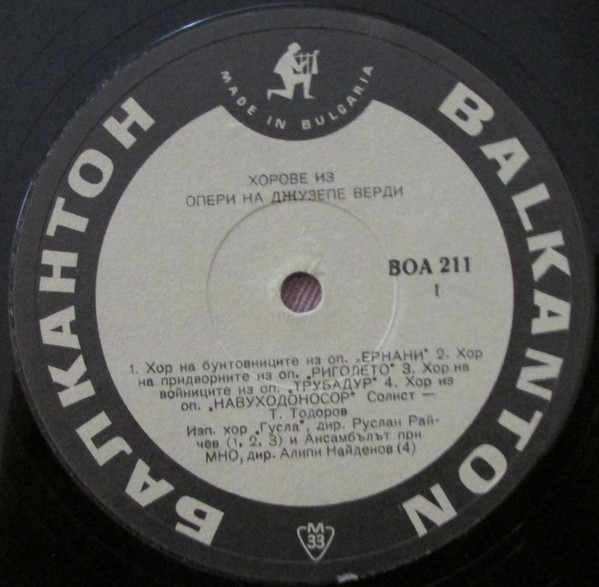 MADE IN BULGARIA
БАЛКАНТОН
BALKANTON
ХОРОВЕ ИЗ
ОПЕРИ НА ДЖУЗЕПЕ ВЕРДИ
ВОА 211
I
1. Хор на бунтовниците из оп. „ЕРНАНИ" 2. Хор
на придворните из оп. „РИГОЛЕТО" 3. Хор на
войниците из оп. „ТРУБАДУР" 4. Хор из
оп. „НАВУХОДОНОСОР" Солист —
Т. Тодоров
Изп. хор „Гусла", дир. Руслан Рай-
чев (1, 2, 3) и Ансамбълът при
МНО, дир. Алипи Найденов (4)
M
33